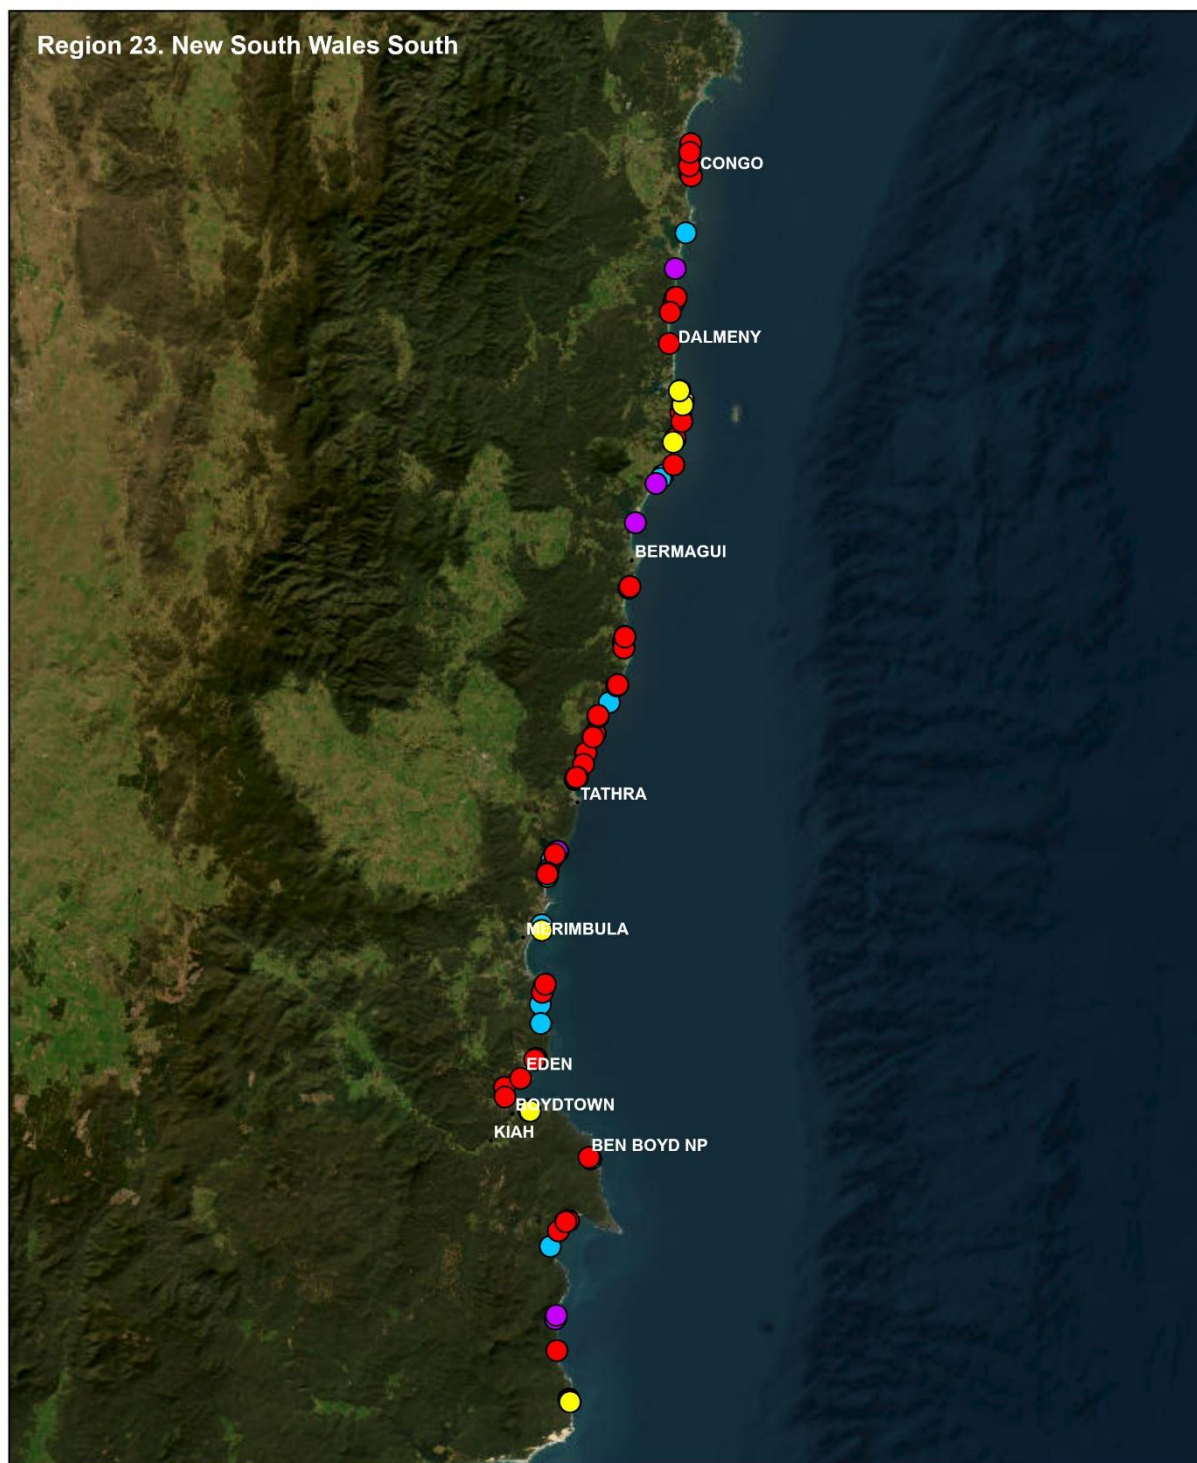 Region 23. New South Wales South
CONGO
DALMENY
BERMAGUI
TATHRA
MERIMBULA
EDEN
BOYDTOWN
KIAH
BEN BOYD NP